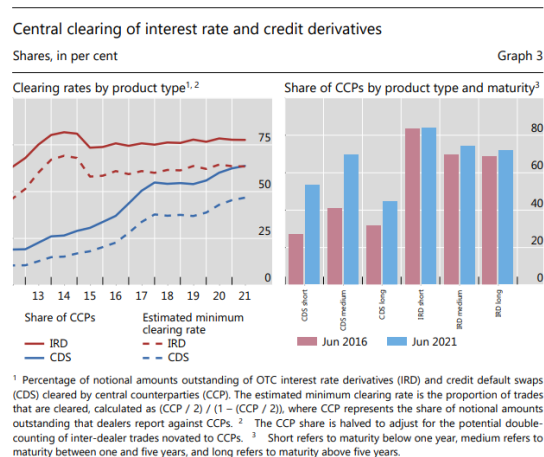 Central clearing of interest rate and credit derivatives
Shares, in per cent Graph 3
Clearing rates by product type1, 2
Share of CCPs by product type and maturity3
75
50
25
0
13 14 15 16 17 18 19 20 21
Share of CCPs
IRD
CDS
Estimated minimum
clearing rate
IRD
CDS
80
60
40
20
0
CDS short
CDS medium
CDS long
IRD short
IRD medium
IRD long
Jun 2016 Jun 2021
1 Percentage of notional amounts outstanding of OTC interest rate derivatives (IRD) and credit default swaps
(CDS) cleared by central counterparties (CCP). The estimated minimum clearing rate is the proportion of trades
that are cleared, calculated as (CCP / 2) / (1 – (CCP / 2)), where CCP represents the share of notional amounts
outstanding that dealers report against CCPs. 2 The CCP share is halved to adjust for the potential double-
counting of inter-dealer trades novated to CCPs. 3 Short refers to maturity below one year, medium refers to
maturity between one and five years, and long refers to maturity above five years.